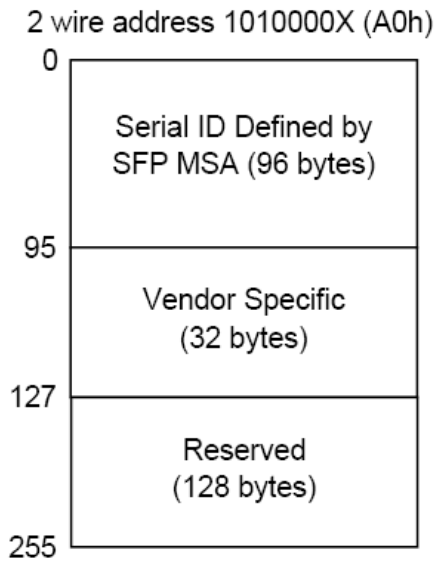 2 wire address 1010000X (A0h)
0
Serial ID Defined by
SFP MSA (96 bytes)
95
Vendor Specific
(32 bytes)
127
Reserved
(128 bytes)
255